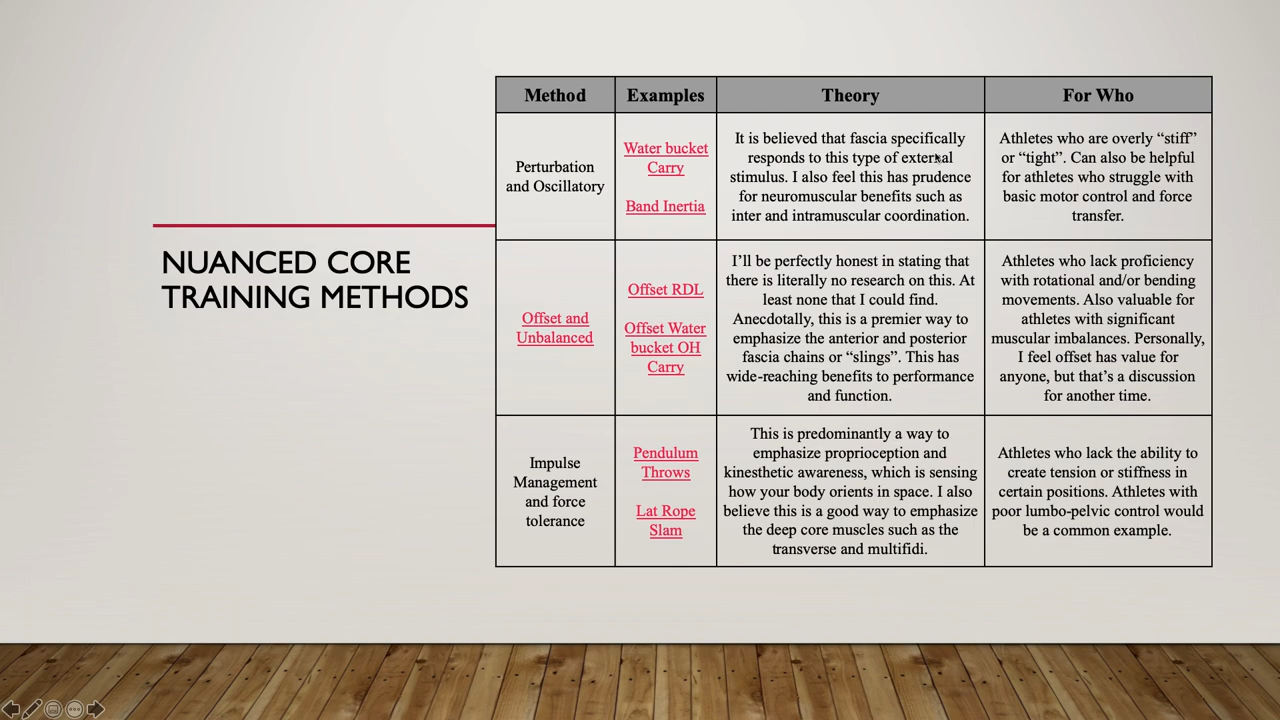 NUANCED CORE
TRAINING METHODS
Method
Examples
Theory
For Who
Perturbation
and Oscillatory
Water bucket
Carry
Band Inertia
It is believed that fascia specifically
responds to this type of external
stimulus. I also feel this has prudence
for neuromuscular benefits such as
inter and intramuscular coordination.
Athletes who are overly “stiff”
or “tight”. Can also be helpful
for athletes who struggle with
basic motor control and force
transfer.
Offset and
Unbalanced
Offset RDL
Offset Water
bucket OH
Carry
I’ll be perfectly honest in stating that
there is literally no research on this. At
least none that I could find.
Anecdotally, this is a premier way to
emphasize the anterior and posterior
fascia chains or “slings”. This has
wide-reaching benefits to performance
and function.
Athletes who lack proficiency
with rotational and/or bending
movements. Also valuable for
athletes with significant
muscular imbalances. Personally,
I feel offset has value for
anyone, but that’s a discussion
for another time.
Impulse
Management
and force
tolerance
Pendulum
Throws
Lat Rope
Slam
This is predominantly a way to
emphasize proprioception and
kinesthetic awareness, which is sensing
how your body orients in space. I also
believe this is a good way to emphasize
the deep core muscles such as the
transverse and multifidi.
Athletes who lack the ability to
create tension or stiffness in
certain positions. Athletes with
poor lumbo-pelvic control would
be a common example.